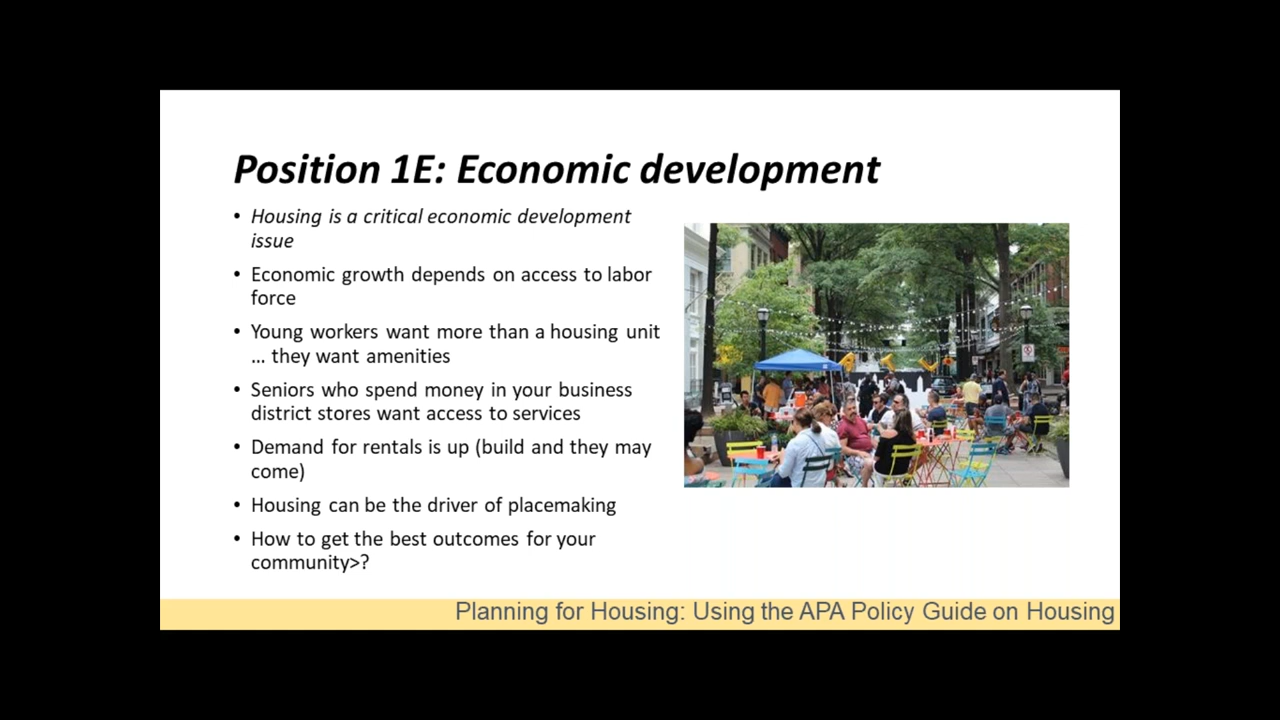 Position 1E: Economic development
• Housing is a critical economic development
issue
• Economic growth depends on access to labor
force
• Young workers want more than a housing unit
... they want amenities
• Seniors who spend money in your business
district stores want access to services
• Demand for rentals is up (build and they may
come)
• Housing can be the driver of placemaking
• How to get the best outcomes for your
community>?
Planning for Housing: Using the APA Policy Guide on Housing